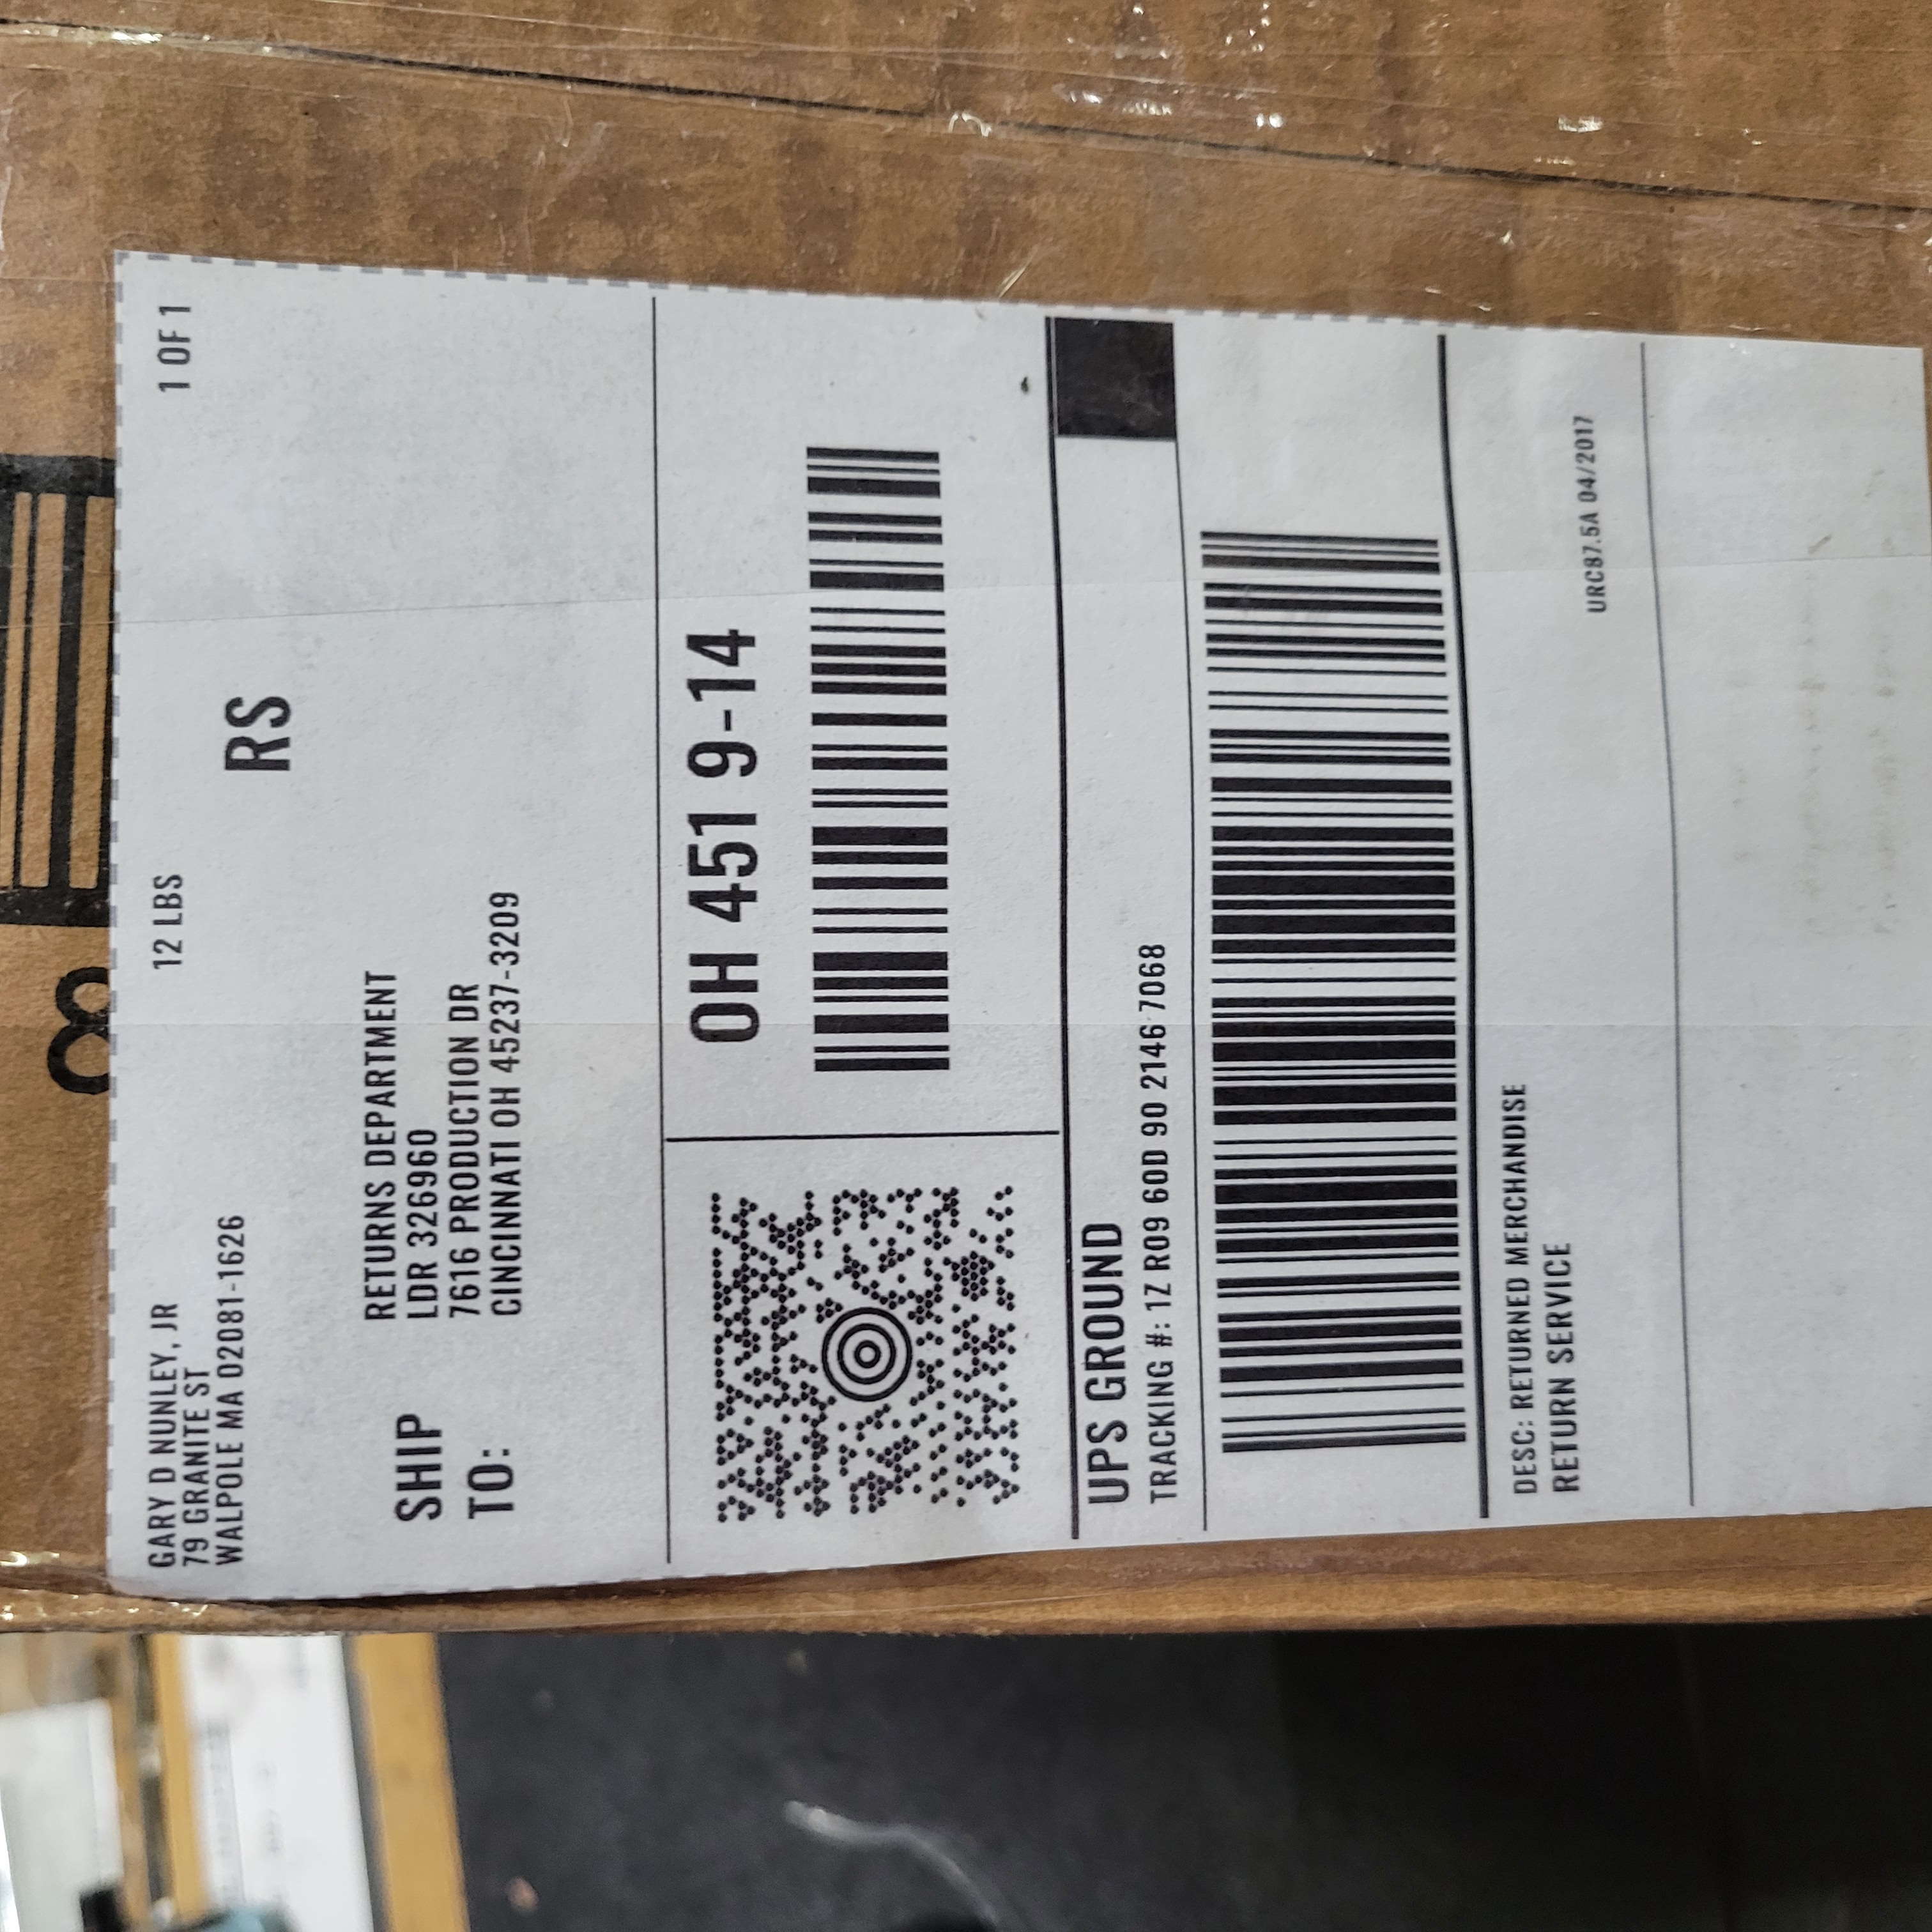 GARY D NUNLEY, JR
79 GRANITE ST
WALPOLE MA 02081-1626
12 LBS
1 OF 1
RS
SHIP
TO:
RETURNS DEPARTMENT
LDR 326960
7616 PRODUCTION DR
CINCINNATI OH 45237-3209
OH 451 9-14
UPS GROUND
TRACKING #: 1Z R09 60D 90 2146 7068
DESC: RETURNED MERCHANDISE
RETURN SERVICE
URC87.5A 04/2017